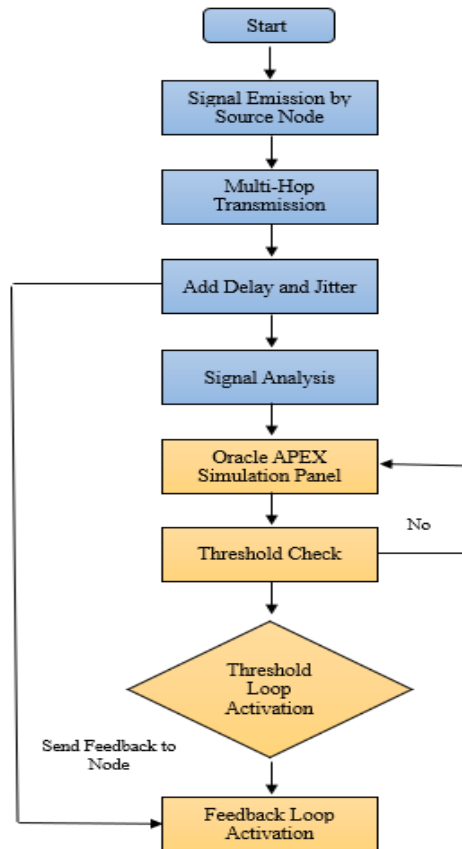 Start
Signal Emission by
Source Node
Multi-Hop
Transmission
Add Delay and Jitter
Signal Analysis
Oracle APEX
Simulation Panel
No
Threshold Check
Threshold
Loop
Activation
Send Feedback to
Node
Feedback Loop
Activation